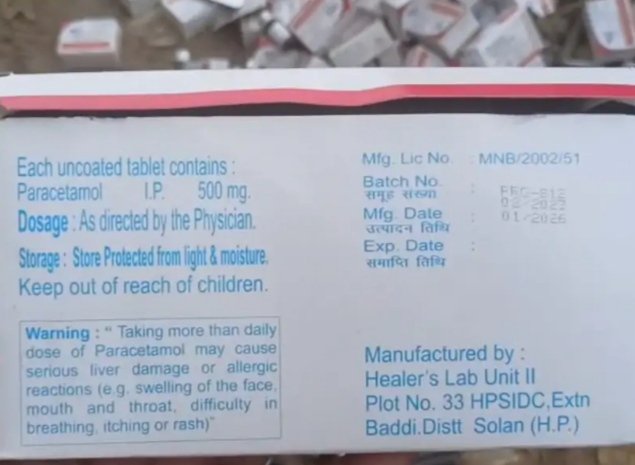 Each uncoated tablet contains :
Paracetamol I.P. 500 mg.
Dosage : As directed by the Physician.
Storage : Store Protected from light & moisture.
Keep out of reach of children.
Warning : “ Taking more than daily
dose of Paracetamol may cause
serious liver damage or allergic
reactions (e.g. swelling of the face,
mouth and throat, difficulty in
breathing, itching or rash)”
Mfg. Lic No. : MNB/2002/51
Batch No. :
समूह संख्या
Mfg. Date :
उत्पादन तिथि
Exp. Date :
समाप्ति तिथि
01/2026
Manufactured by :
Healer's Lab Unit II
Plot No. 33 HPSIDC,Extn
Baddi.Distt Solan (H.P.)